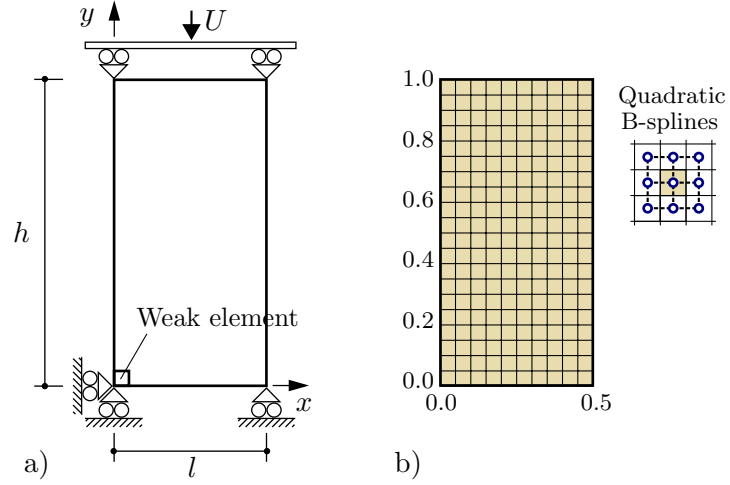 y
U
h
Weak element
x
l
a)
1.0
0.8
0.6
0.4
0.2
0.0
0.0
0.5
Quadratic
B-splines
b)